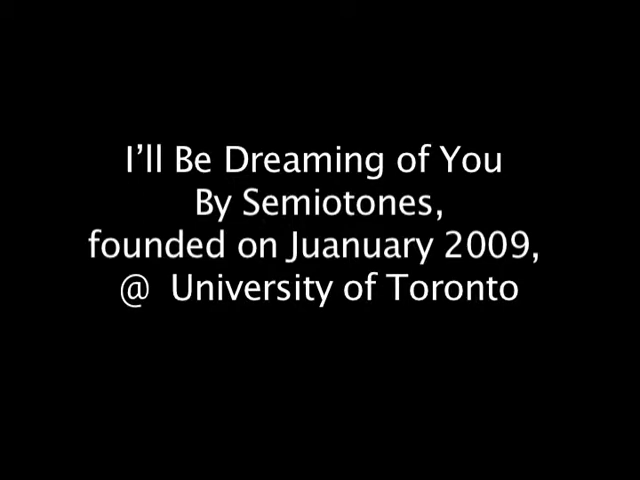 I’ll Be Dreaming of You
By Semiotones,
founded on Juanuary 2009,
@ University of Toronto